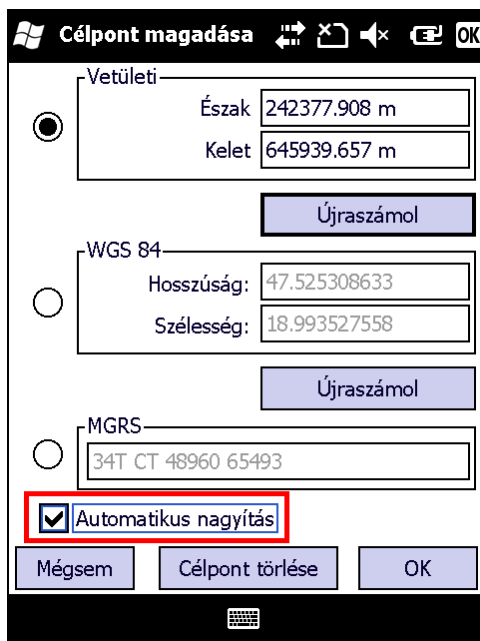 Célpont magadása OK
Vetületi
Észak 242377.908 m
Kelet 645939.657 m
Újraszámol
WGS 84
Hosszúság: 47.525308633
Szélesség: 18.993527558
Újraszámol
MGRS
34T CT 48960 65493
Automatikus nagyítás
Mégsem Célpont törlése OK